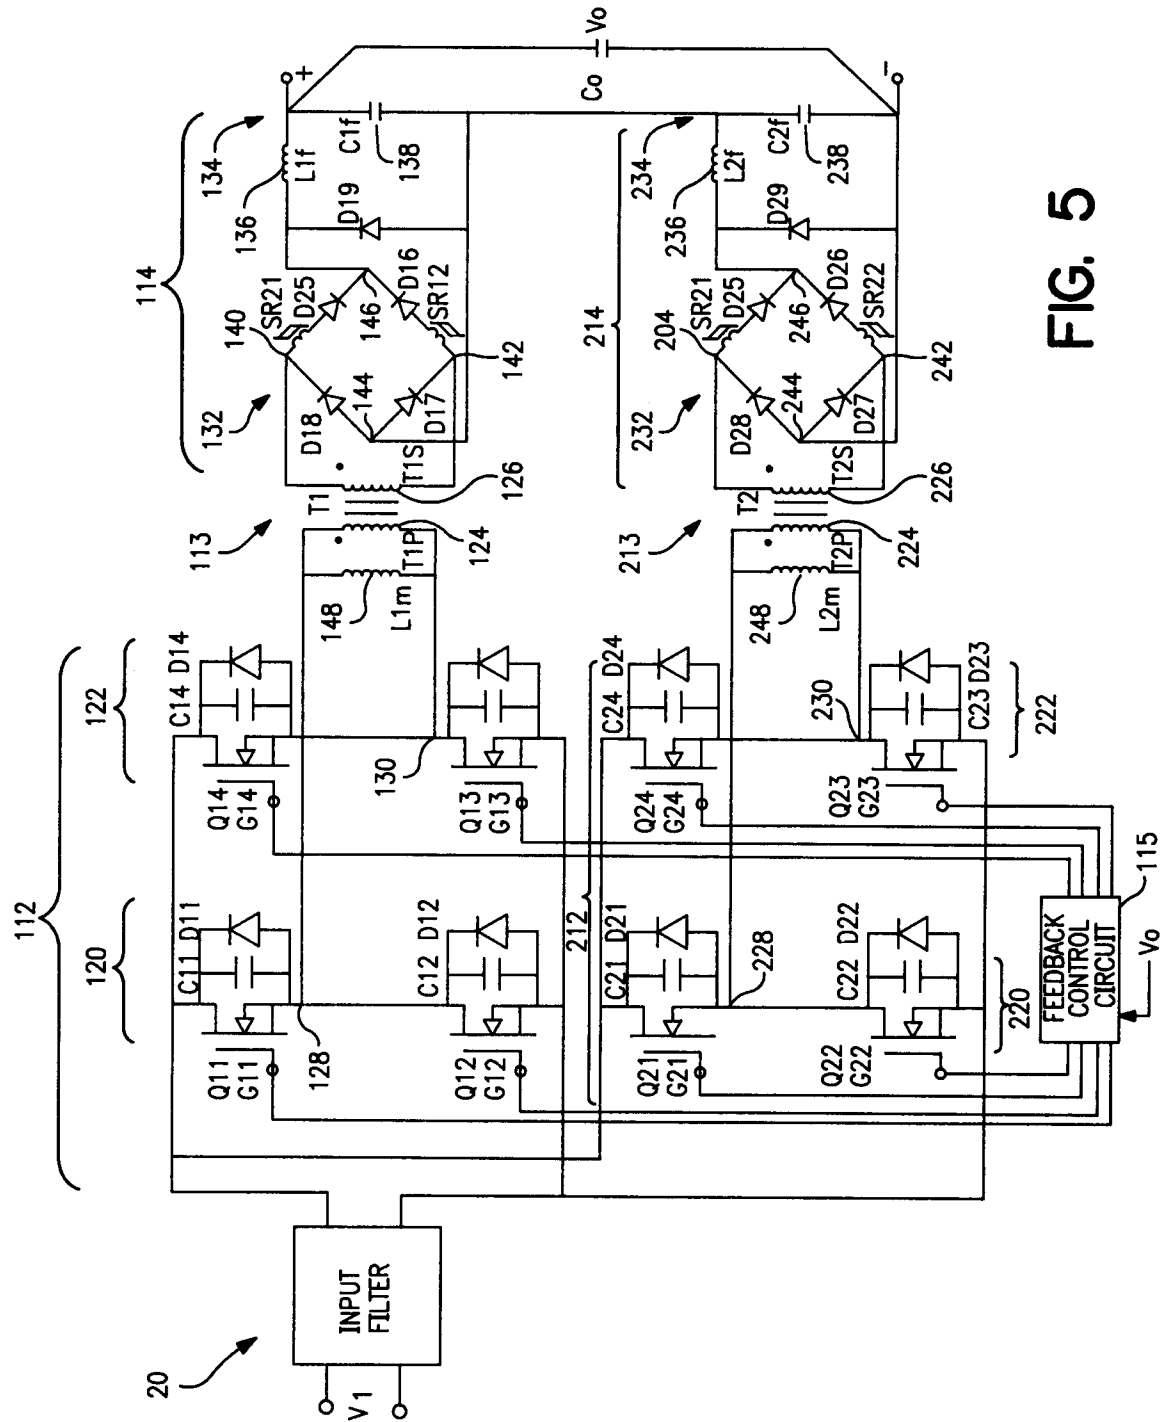 20
V1
INPUT
FILTER
112
120
122
Q11
G11
C11 D11
128
Q14
G14
C14 D14
Q12
G12
C12 D12
130
Q13
G13
113
148
L1m
T1
T1P
124
T1S
126
114
132
D18
140
SR21
D25
144
D17
146
D16
SR12
142
134
136
L1f
D19
C1f
138
+
Co
Vo
212
Q21
G21
C21 D21
228
Q24
G24
C24 D24
Q22
G22
C22 D22
220
230
Q23
G23
C23 D23
222
213
248
L2m
T2
T2P
224
T2S
226
214
232
D28
204
SR21
D25
244
D27
246
D26
SR22
242
234
236
L2f
D29
C2f
238
-
FEEDBACK
CONTROL
CIRCUIT
115
Vo
FIG. 5